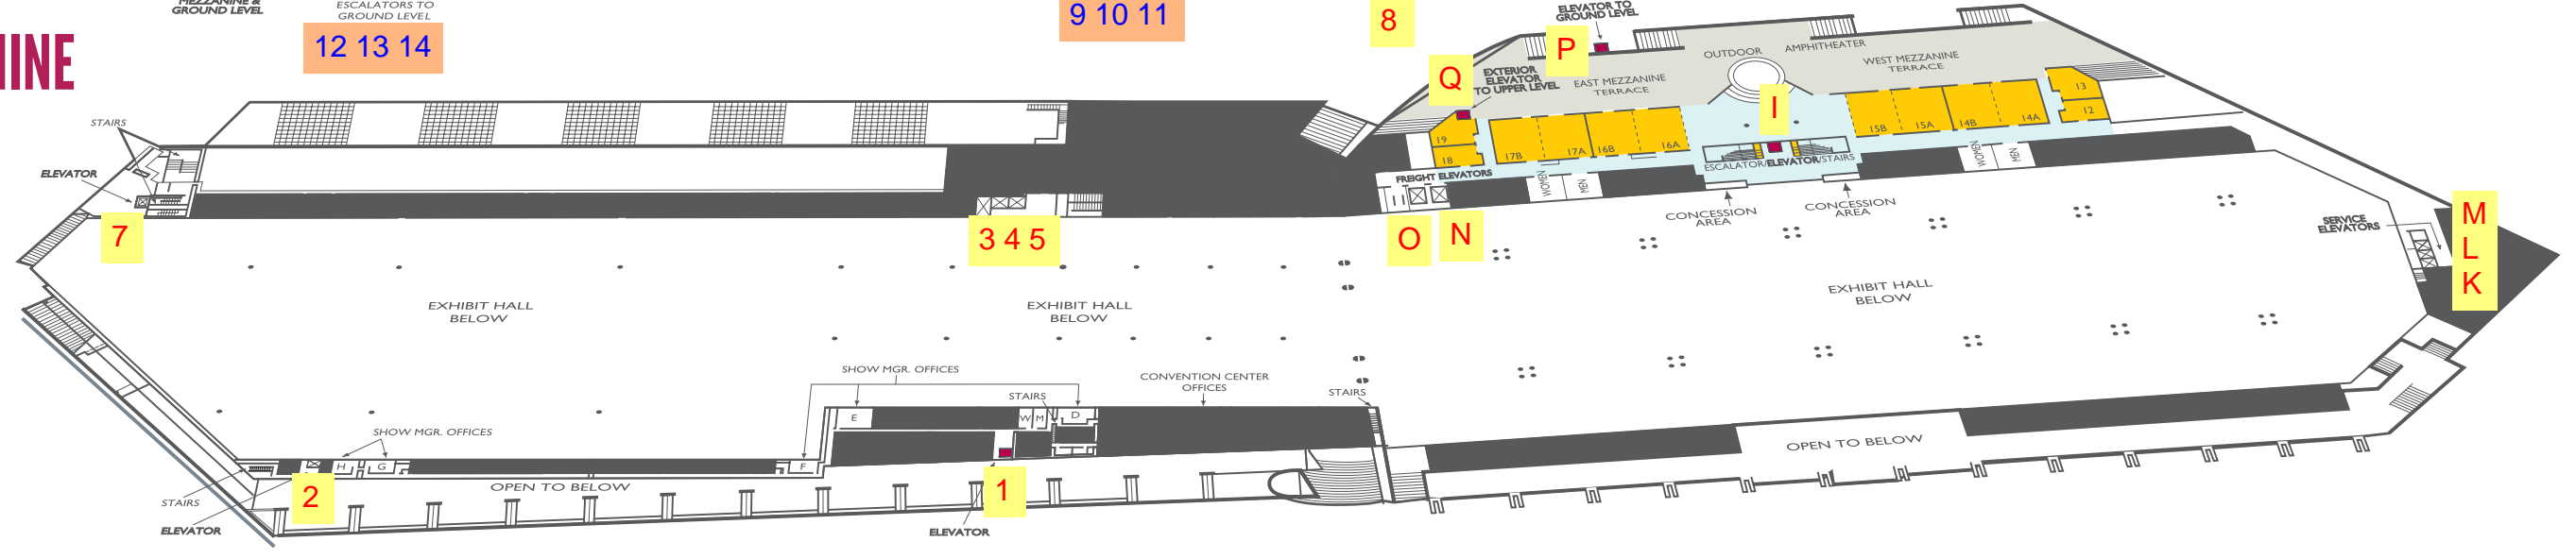 MEZZANINE &
GROUND LEVEL
ESCALATORS TO
GROUND LEVEL
12 13 14
9 10 11
8
ELEVATOR TO
GROUND LEVEL
P
NINE
OUTDOOR AMPHITHEATER
WEST MEZZANINE
TERRACE
Q
EXTERIOR
ELEVATOR
TO UPPER LEVEL
EAST MEZZANINE
TERRACE
I
13
12
STAIRS
19
18
17B
17A
16B
16A
15B
15A
14B
14A
ESCALATOR/ELEVATOR/STAIRS
WOMEN
MEN
ELEVATOR
FREIGHT ELEVATORS
WOMEN
MEN
7
3 4 5
O
N
CONCESSION
AREA
CONCESSION
AREA
SERVICE
ELEVATORS
M
L
K
EXHIBIT HALL
BELOW
EXHIBIT HALL
BELOW
EXHIBIT HALL
BELOW
SHOW MGR. OFFICES
CONVENTION CENTER
OFFICES
STAIRS
STAIRS
E
W
M
D
SHOW MGR. OFFICES
H
G
F
OPEN TO BELOW
OPEN TO BELOW
2
1
STAIRS
ELEVATOR
ELEVATOR